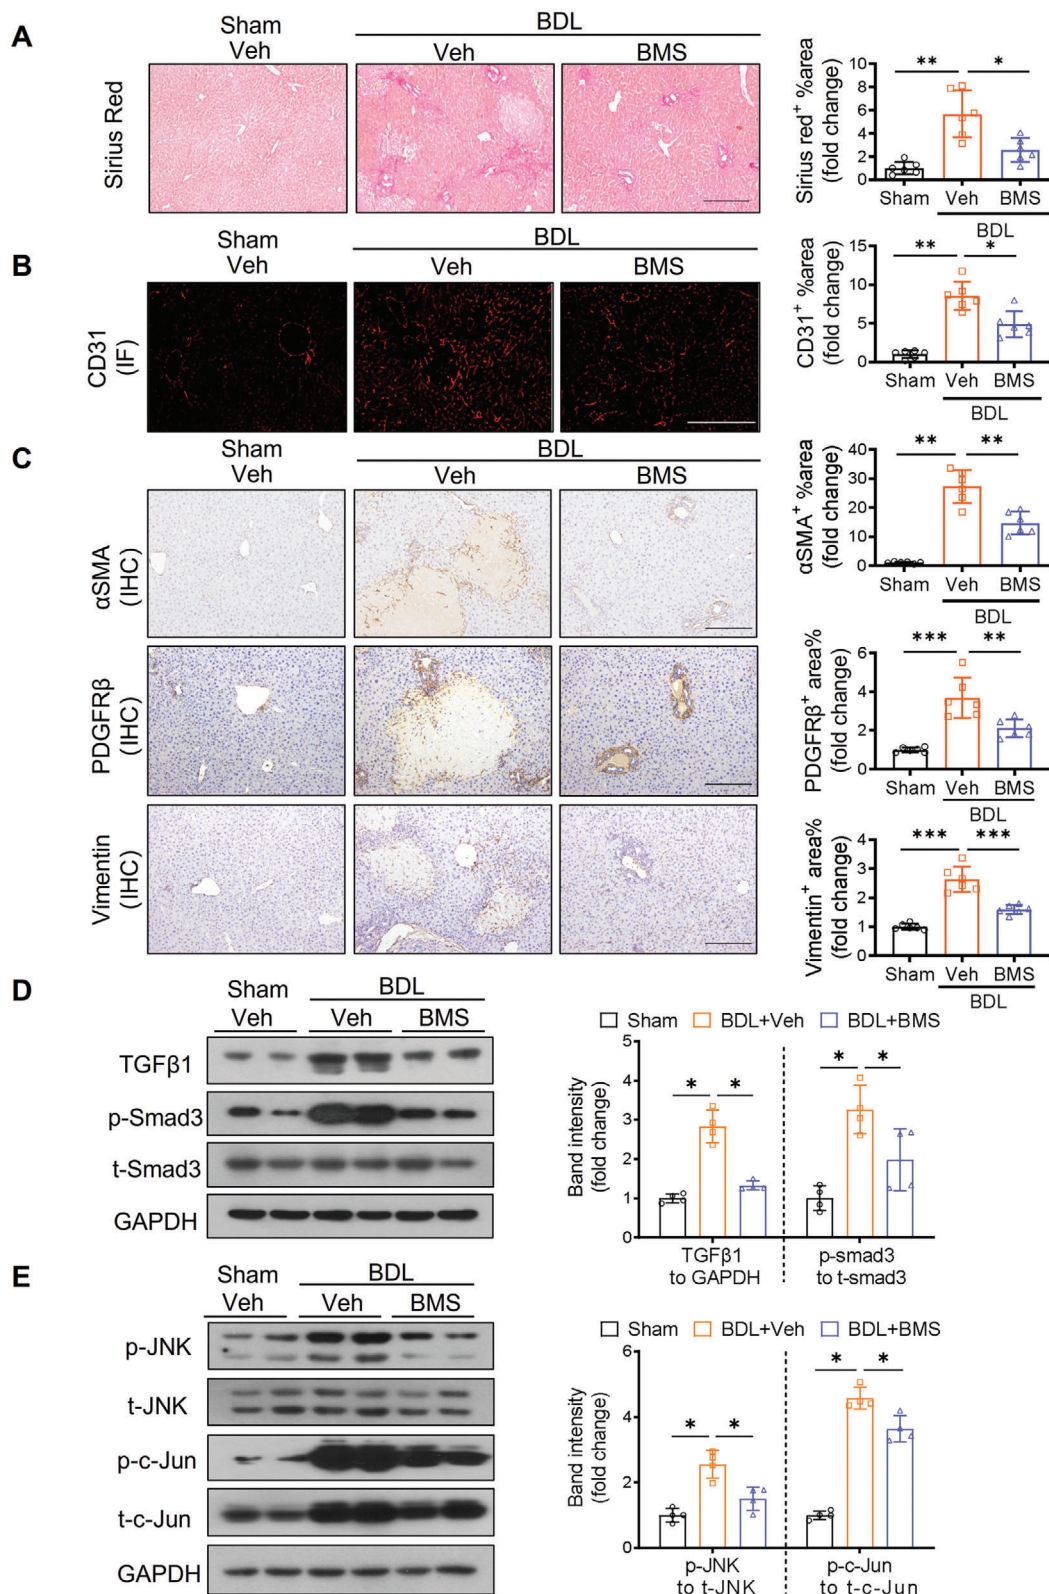 A
Sham
Veh
BDL
Veh
BMS
Sirius Red
Sirius red⁺ %area
(fold change)
10
8
6
4
2
0
** *
Sham Veh BMS
BDL
B
Sham
Veh
BDL
Veh
BMS
CD31
(IF)
CD31⁺ %area
(fold change)
15
10
5
0
** *
Sham Veh BMS
BDL
C
Sham
Veh
BDL
Veh
BMS
αSMA
(IHC)
αSMA⁺ %area
(fold change)
40
30
20
10
0
** **
Sham Veh BMS
BDL
PDGFRβ
(IHC)
PDGFRβ⁺ area%
(fold change)
6
4
2
0
*** **
Sham Veh BMS
BDL
Vimentin
(IHC)
Vimentin⁺ area%
(fold change)
4
3
2
1
0
*** ***
Sham Veh BMS
BDL
D
Sham
Veh
BDL
Veh
BMS
TGFβ1
p-Smad3
t-Smad3
GAPDH
Sham BDL+Veh BDL+BMS
Band intensity
(fold change)
5
4
3
2
1
0
* * * *
TGFβ1
to GAPDH
p-smad3
to t-smad3
E
Sham
Veh
BDL
Veh
BMS
p-JNK
t-JNK
p-c-Jun
t-c-Jun
GAPDH
Sham BDL+Veh BDL+BMS
Band intensity
(fold change)
6
4
2
0
* * * *
p-JNK
to t-JNK
p-c-Jun
to t-c-Jun